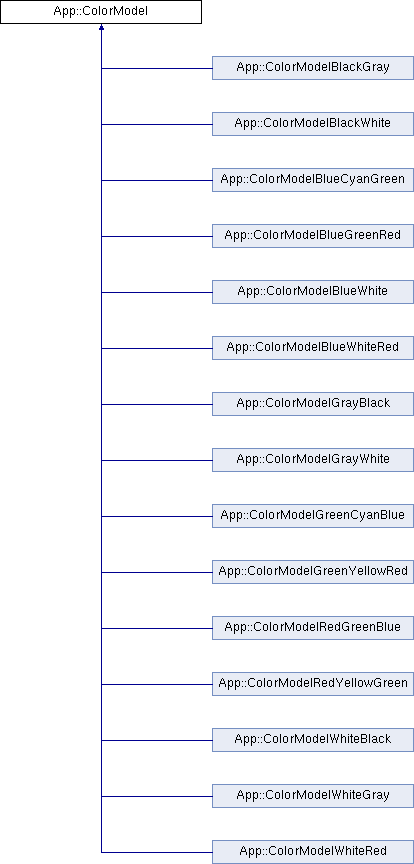 App::ColorModel
App::ColorModelBlackGray
App::ColorModelBlackWhite
App::ColorModelBlueCyanGreen
App::ColorModelBlueGreenRed
App::ColorModelBlueWhite
App::ColorModelBlueWhiteRed
App::ColorModelGrayBlack
App::ColorModelGrayWhite
App::ColorModelGreenCyanBlue
App::ColorModelGreenYellowRed
App::ColorModelRedGreenBlue
App::ColorModelRedYellowGreen
App::ColorModelWhiteBlack
App::ColorModelWhiteGray
App::ColorModelWhiteRed